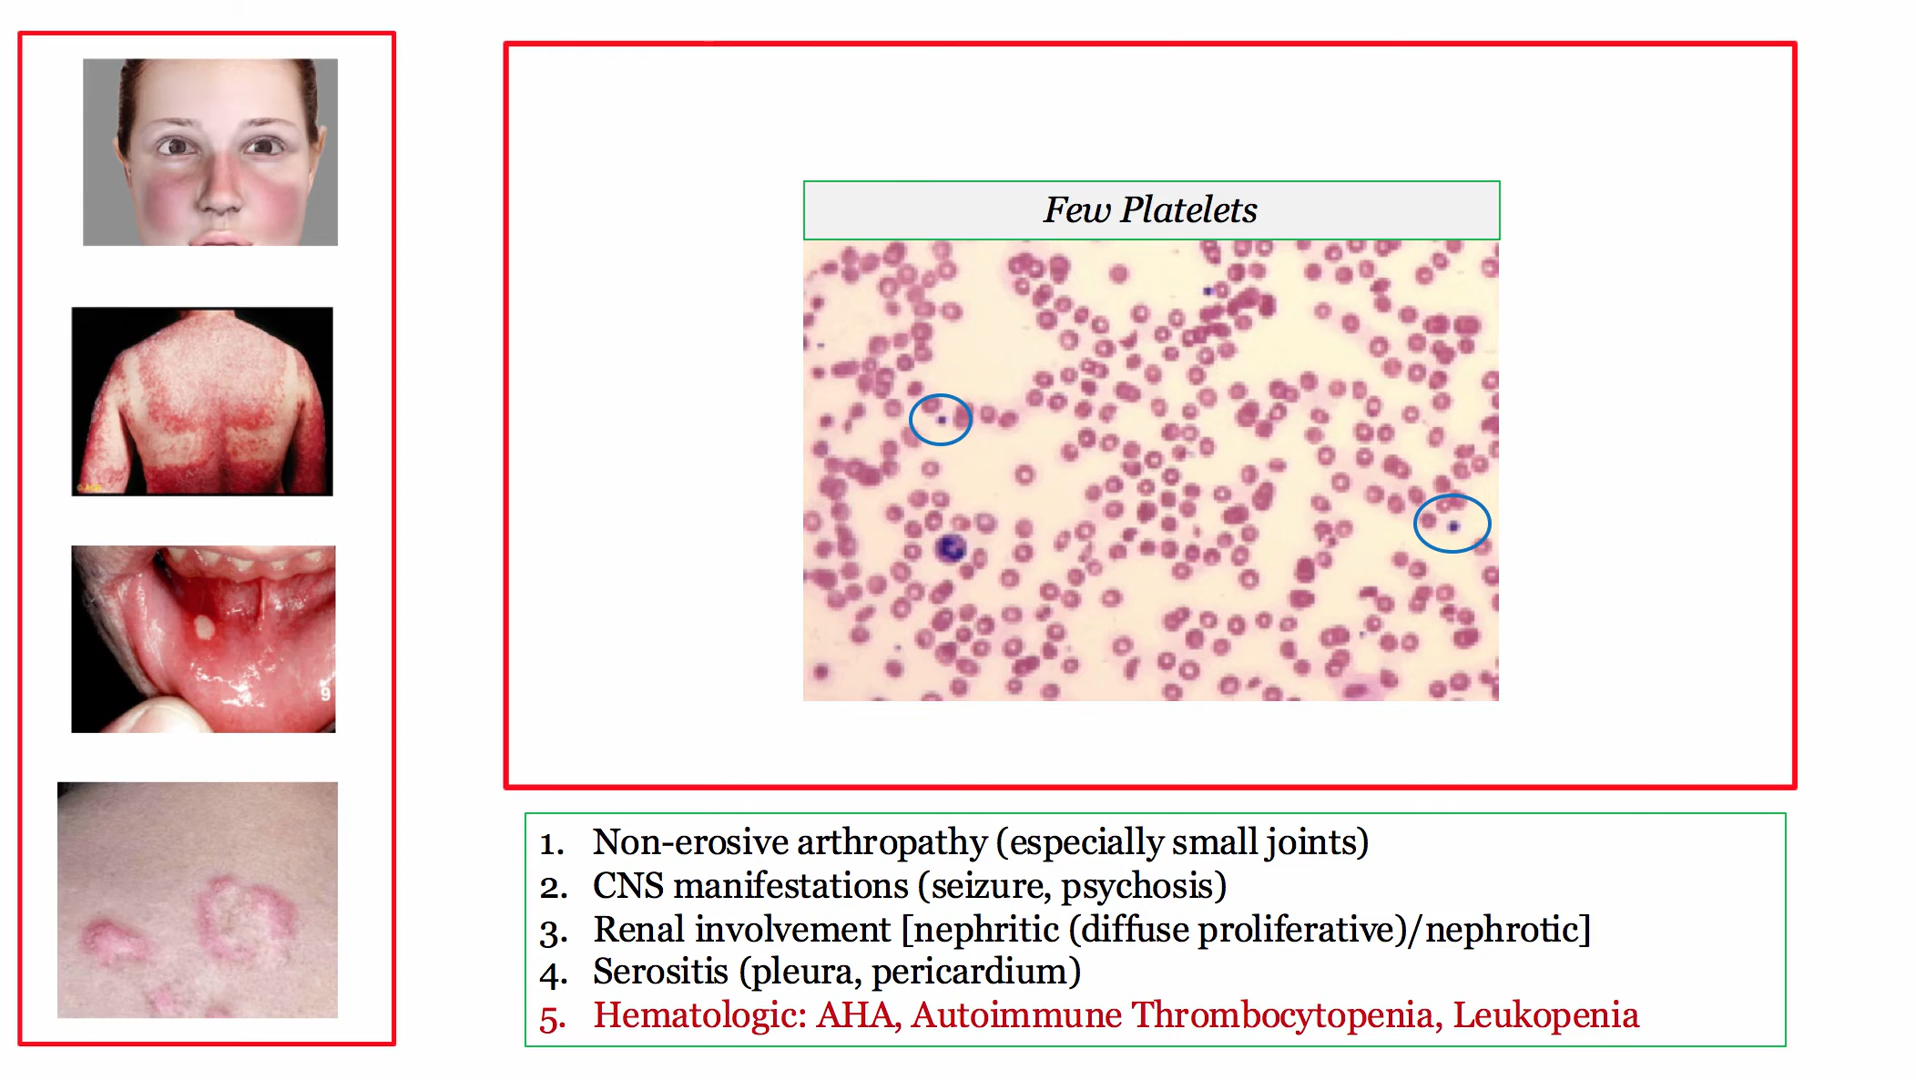 Few Platelets
9
1. Non-erosive arthropathy (especially small joints)
2. CNS manifestations (seizure, psychosis)
3. Renal involvement [nephritic (diffuse proliferative)/nephrotic]
4. Serositis (pleura, pericardium)
5. Hematologic: AHA, Autoimmune Thrombocytopenia, Leukopenia